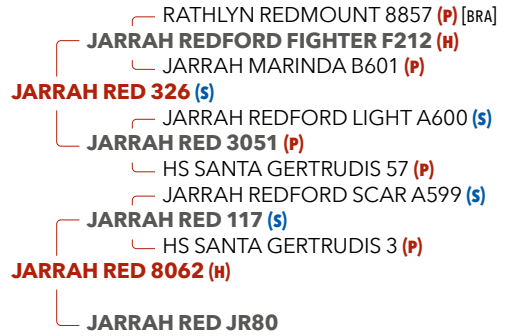 RATHLYN REDMOUNT 8857 (P) [BRA]
JARRAH REDFORD FIGHTER F212 (H)
JARRAH MARINDA B601 (P)
JARRAH RED 326 (S)
JARRAH REDFORD LIGHT A600 (S)
JARRAH RED 3051 (P)
HS SANTA GERTRUDIS 57 (P)
JARRAH REDFORD SCAR A599 (S)
JARRAH RED 117 (S)
HS SANTA GERTRUDIS 3 (P)
JARRAH RED 8062 (H)
JARRAH RED JR80